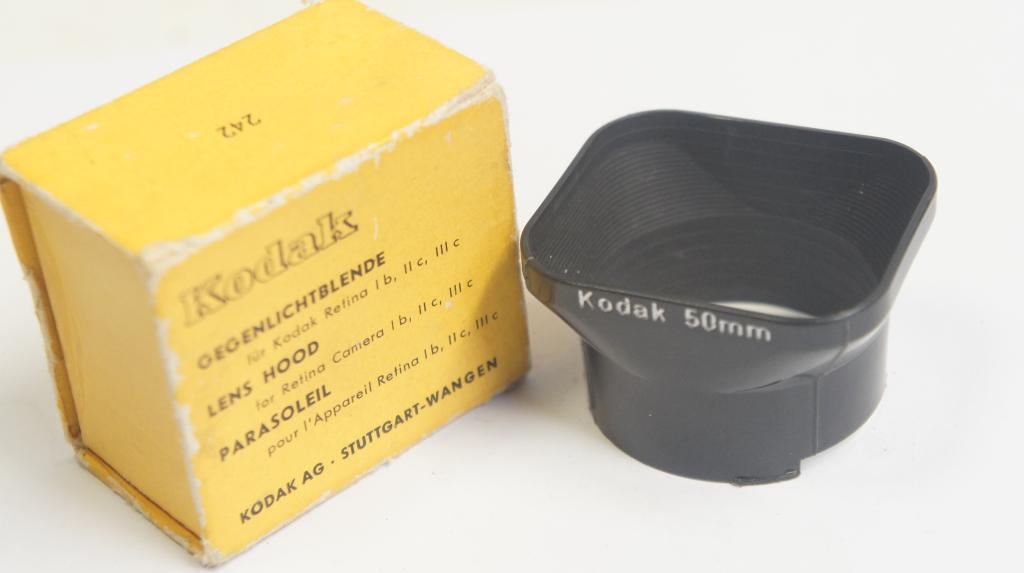 242
Kodak
GEGENLICHTBLENDE
für Kodak Retina I b, II c, III c
LENS HOOD
for Retina Camera I b, II c, III c
PARASOLEIL
pour l'Appareil Retina I b, II c, III c
KODAK AG · STUTTGART-WANGEN
Kodak 50mm